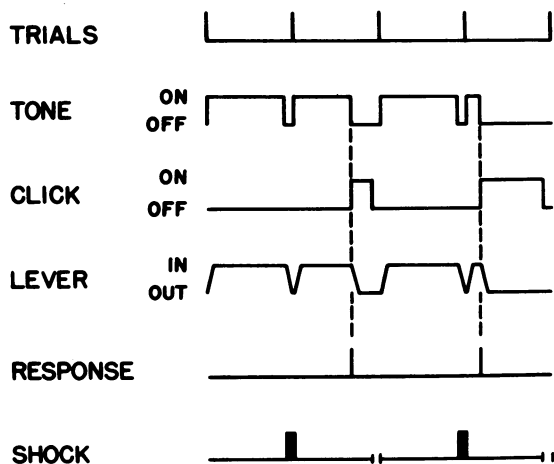 TRIALS
TONE ON
OFF
CLICK ON
OFF
LEVER IN
OUT
RESPONSE
SHOCK